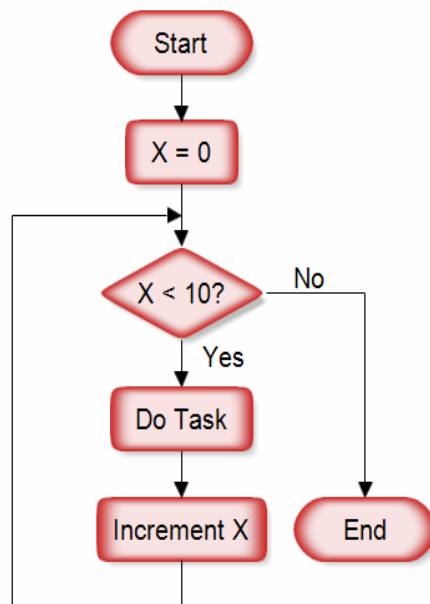 Start
X = 0
X < 10?
No
Yes
Do Task
Increment X
End